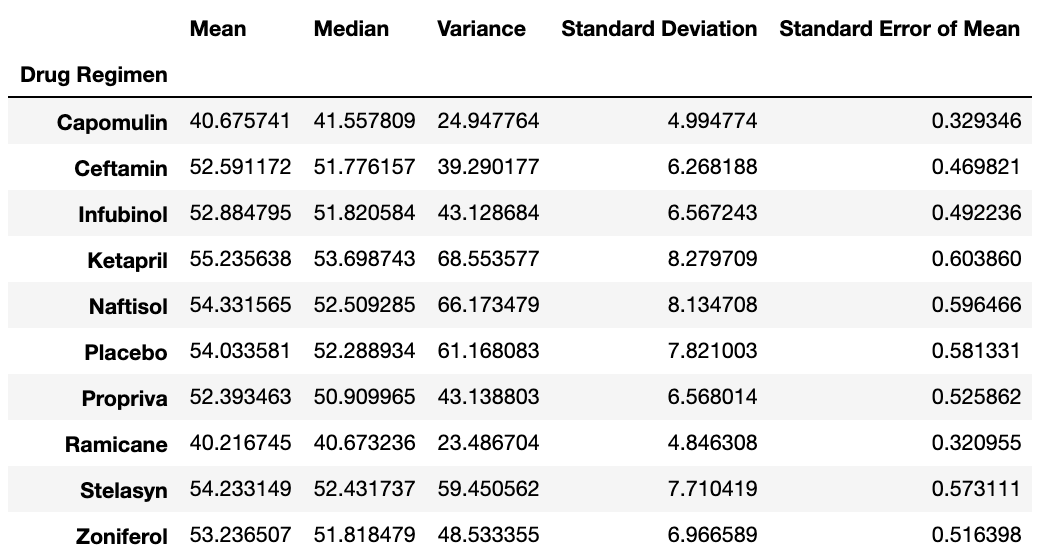 Mean Median Variance Standard Deviation Standard Error of Mean
Drug Regimen
Capomulin 40.675741 41.557809 24.947764 4.994774 0.329346
Ceftamin 52.591172 51.776157 39.290177 6.268188 0.469821
Infubinol 52.884795 51.820584 43.128684 6.567243 0.492236
Ketapril 55.235638 53.698743 68.553577 8.279709 0.603860
Naftisol 54.331565 52.509285 66.173479 8.134708 0.596466
Placebo 54.033581 52.288934 61.168083 7.821003 0.581331
Propriva 52.393463 50.909965 43.138803 6.568014 0.525862
Ramicane 40.216745 40.673236 23.486704 4.846308 0.320955
Stelasyn 54.233149 52.431737 59.450562 7.710419 0.573111
Zoniferol 53.236507 51.818479 48.533355 6.966589 0.516398